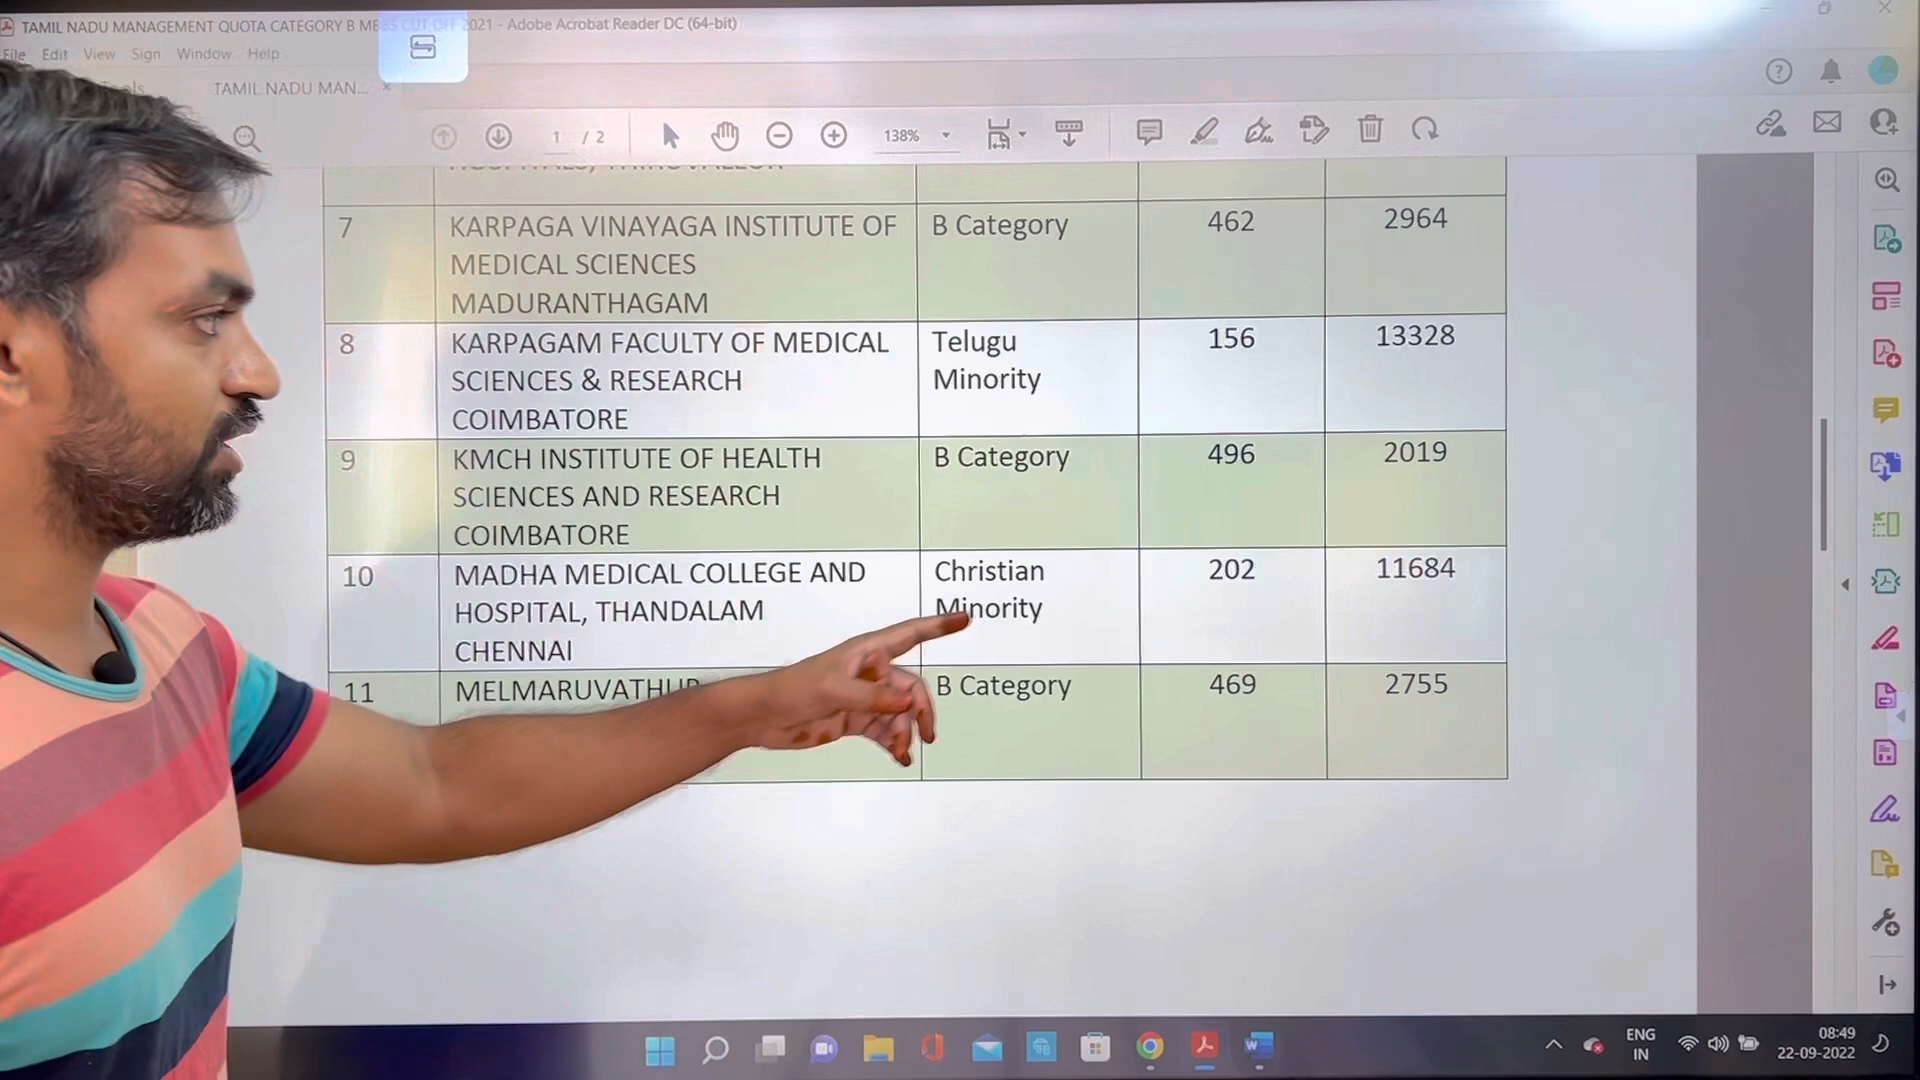 TAMIL NADU MANAGEMENT QUOTA CATEGORY B MBBS CUT OFF 2021 - Adobe Acrobat Reader DC (64-bit)
File Edit View Sign Window Help
TAMIL NADU MAN... ×
1 / 2
138%
7 KARPAGA VINAYAGA INSTITUTE OF B Category 462 2964
MEDICAL SCIENCES
MADURANTHAGAM
8 KARPAGAM FACULTY OF MEDICAL Telugu 156 13328
SCIENCES & RESEARCH Minority
COIMBATORE
9 KMCH INSTITUTE OF HEALTH B Category 496 2019
SCIENCES AND RESEARCH
COIMBATORE
10 MADHA MEDICAL COLLEGE AND Christian 202 11684
HOSPITAL, THANDALAM Minority
CHENNAI
11 B Category 469 2755
ENG 08:49
IN 22-09-2022